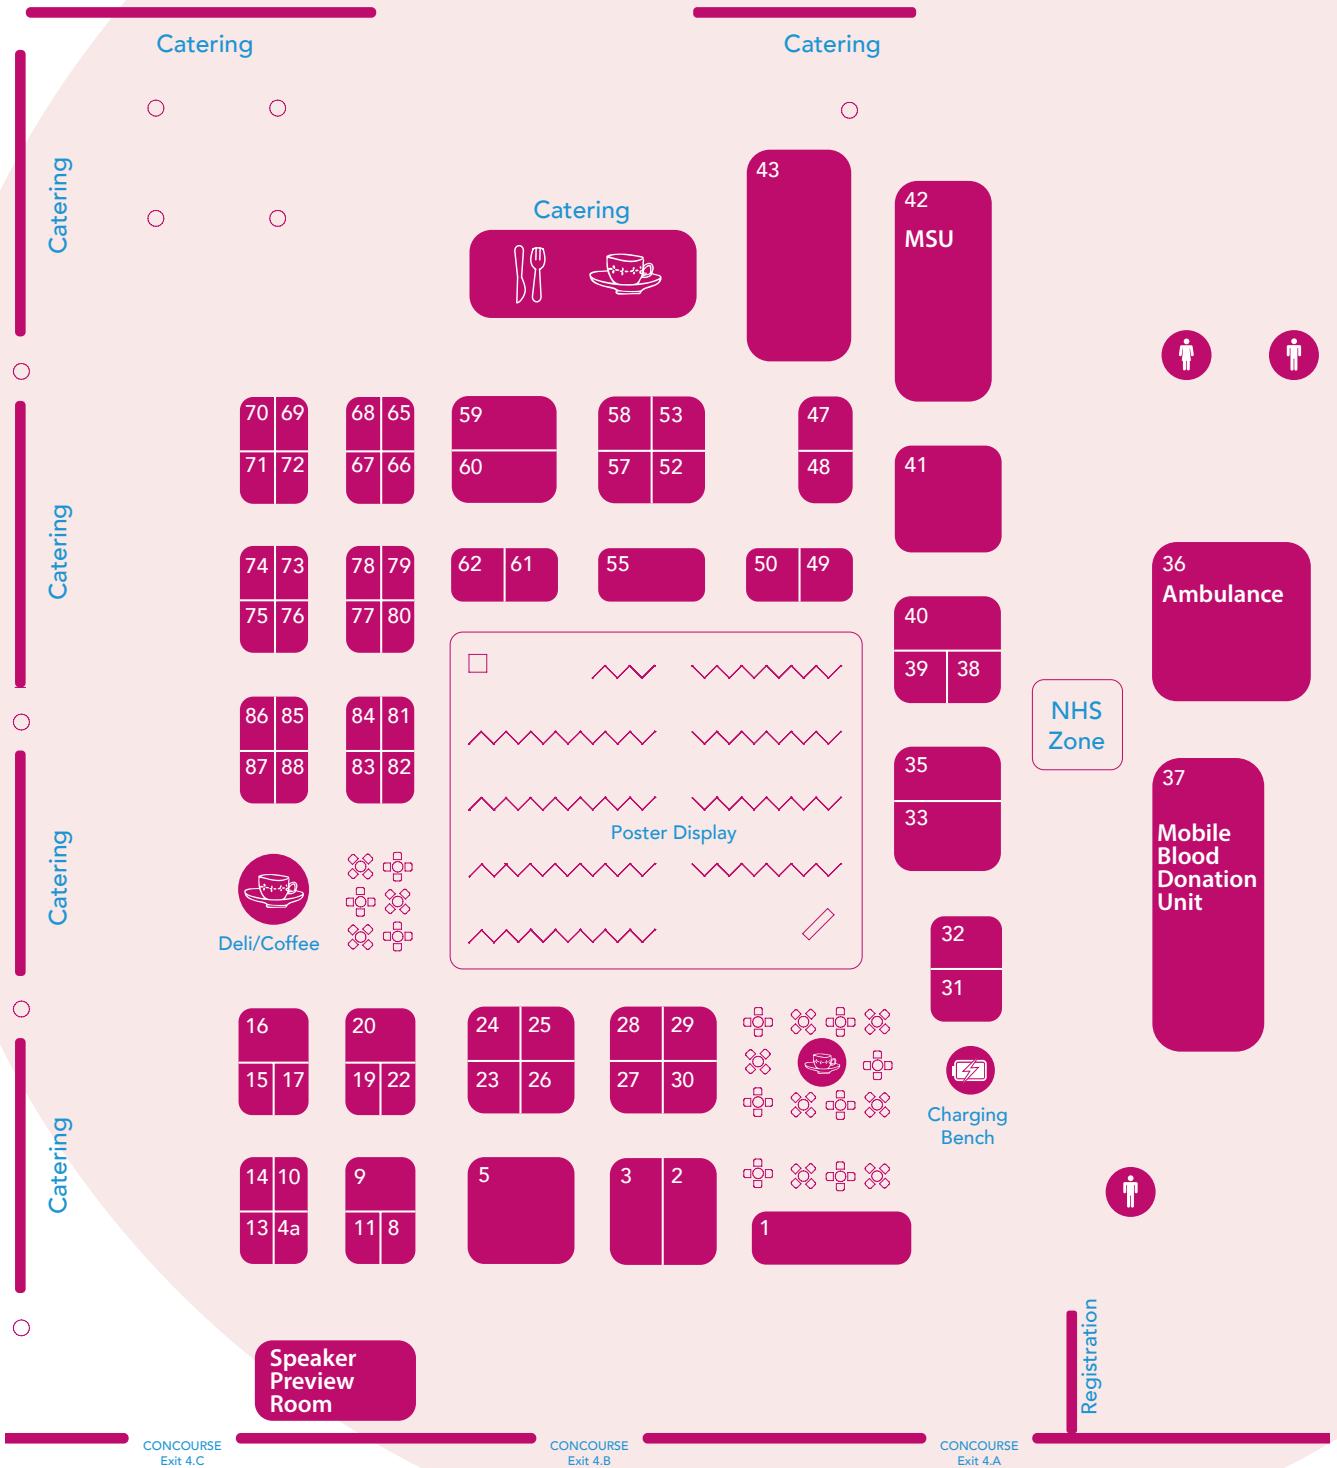 Catering
Catering
Catering
43
42
MSU
Catering
70 69
68 65
59
58 53
47
71 72
67 66
60
57 52
48
41
Catering
74 73
78 79
62 61
55
50 49
36
Ambulance
75 76
77 80
40
39 38
NHS
Zone
86 85
84 81
87 88
83 82
35
33
37
Mobile
Blood
Donation
Unit
Poster Display
Catering
Deli/Coffee
32
31
16
20
24 25
28 29
15 17
19 22
23 26
27 30
Charging
Bench
Catering
14 10
9
5
3 2
13 4a
11 8
1
Registration
Speaker
Preview
Room
CONCOURSE
Exit 4.C
CONCOURSE
Exit 4.B
CONCOURSE
Exit 4.A